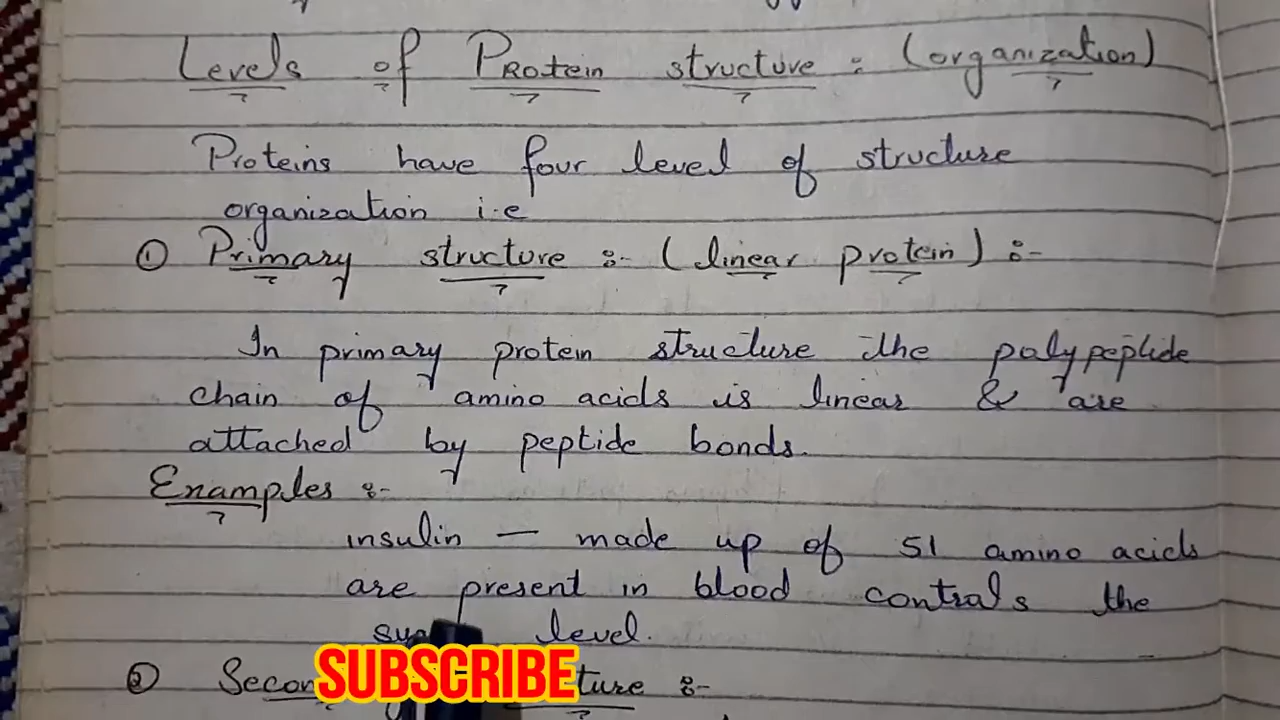 Levels of Protein structure : (organization)
Proteins have four level of structure
organization i.e
① Primary structure :- (linear protein) :-
In primary protein structure the polypeptide
chain of amino acids is linear & are
attached by peptide bonds.
Examples :-
insulin — made up of 51 amino acids
are present in blood controls the
level.
② :-
SUBSCRIBE